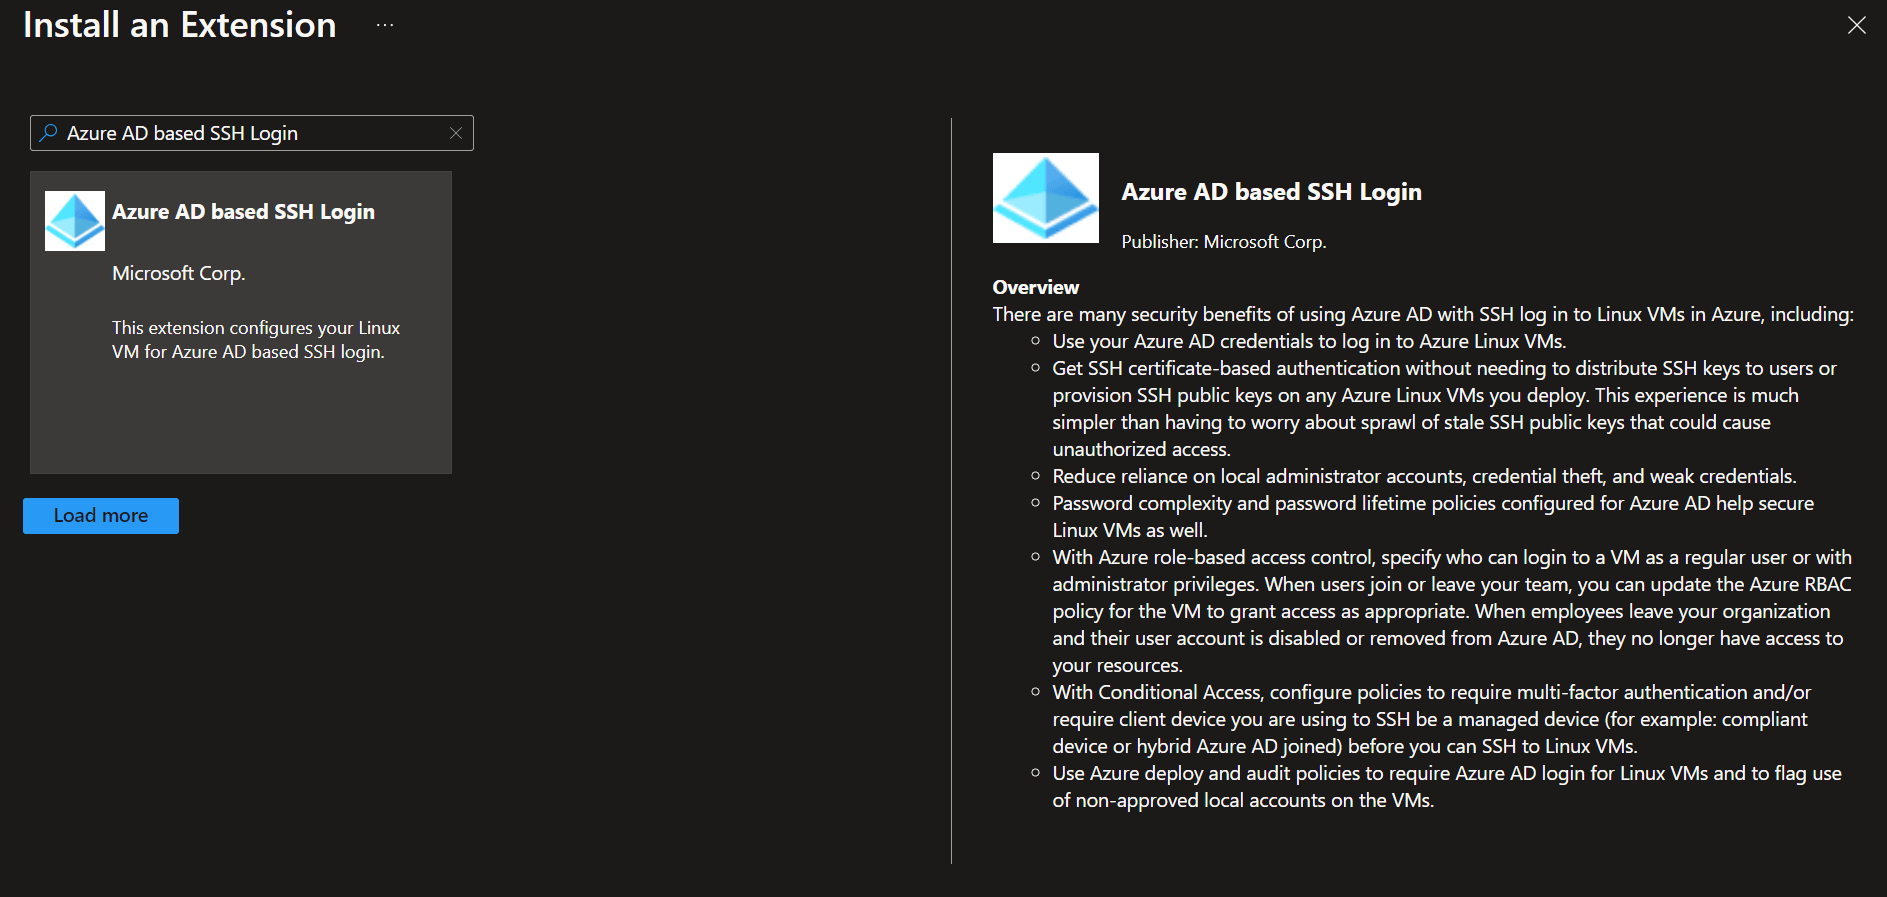 Install an Extension
...
Azure AD based SSH Login
Azure AD based SSH Login
Microsoft Corp.
This extension configures your Linux
VM for Azure AD based SSH login.
Load more
Azure AD based SSH Login
Publisher: Microsoft Corp.
Overview
There are many security benefits of using Azure AD with SSH log in to Linux VMs in Azure, including:
Use your Azure AD credentials to log in to Azure Linux VMs.
Get SSH certificate-based authentication without needing to distribute SSH keys to users or
provision SSH public keys on any Azure Linux VMs you deploy. This experience is much
simpler than having to worry about sprawl of stale SSH public keys that could cause
unauthorized access.
Reduce reliance on local administrator accounts, credential theft, and weak credentials.
Password complexity and password lifetime policies configured for Azure AD help secure
Linux VMs as well.
With Azure role-based access control, specify who can login to a VM as a regular user or with
administrator privileges. When users join or leave your team, you can update the Azure RBAC
policy for the VM to grant access as appropriate. When employees leave your organization
and their user account is disabled or removed from Azure AD, they no longer have access to
your resources.
With Conditional Access, configure policies to require multi-factor authentication and/or
require client device you are using to SSH be a managed device (for example: compliant
device or hybrid Azure AD joined) before you can SSH to Linux VMs.
Use Azure deploy and audit policies to require Azure AD login for Linux VMs and to flag use
of non-approved local accounts on the VMs.